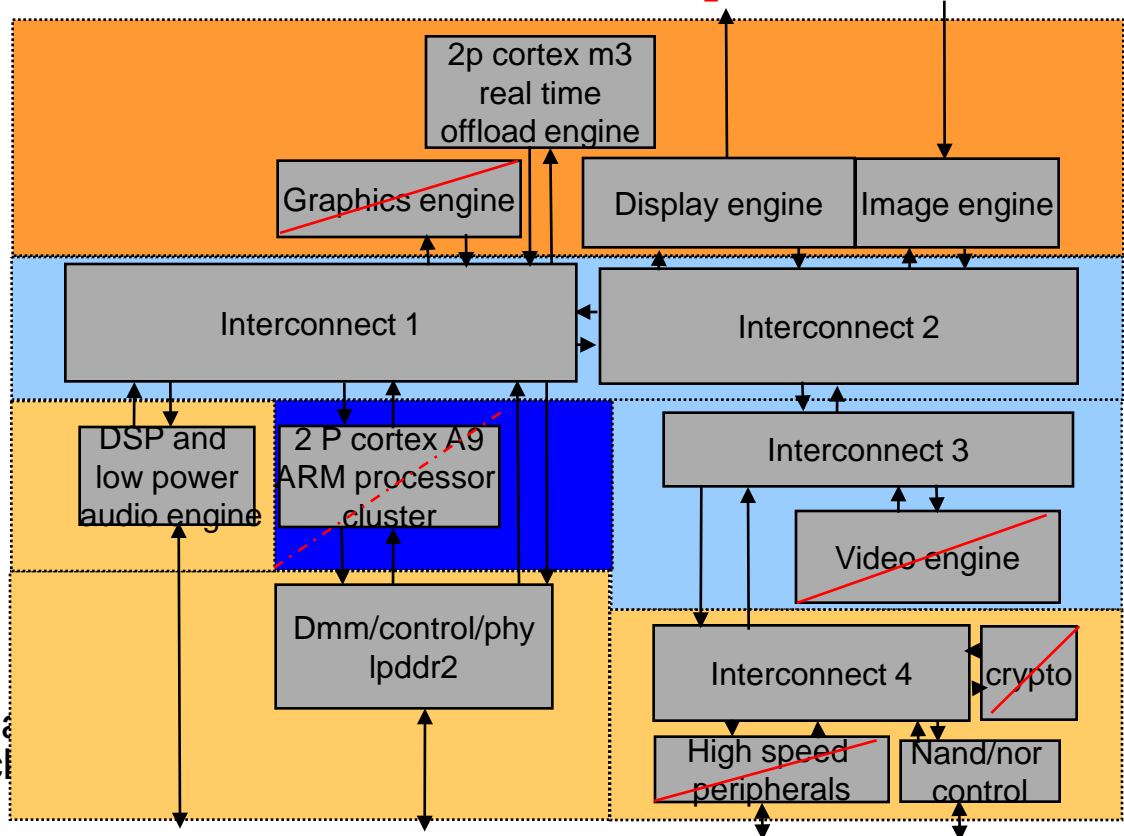 2p cortex m3
real time
offload engine
Graphics engine
Display engine
Image engine
Interconnect 1
Interconnect 2
DSP and
low power
audio engine
2 P cortex A9
ARM processor
cluster
Interconnect 3
Video engine
Dmm/control/phy
lpddr2
Interconnect 4
crypto
High speed
peripherals
Nand/nor
control